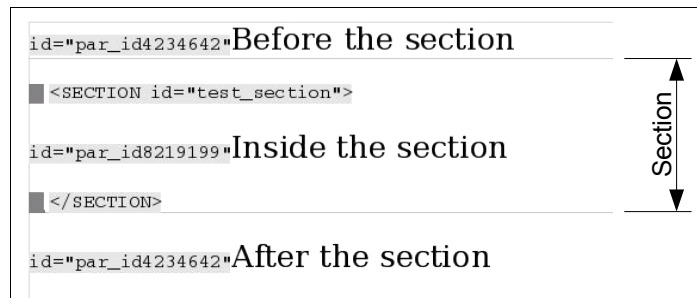 id="par_id4234642"Before the section
<SECTION id="test_section">
id="par_id8219199"Inside the section
</SECTION>
id="par_id4234642"After the section
Section